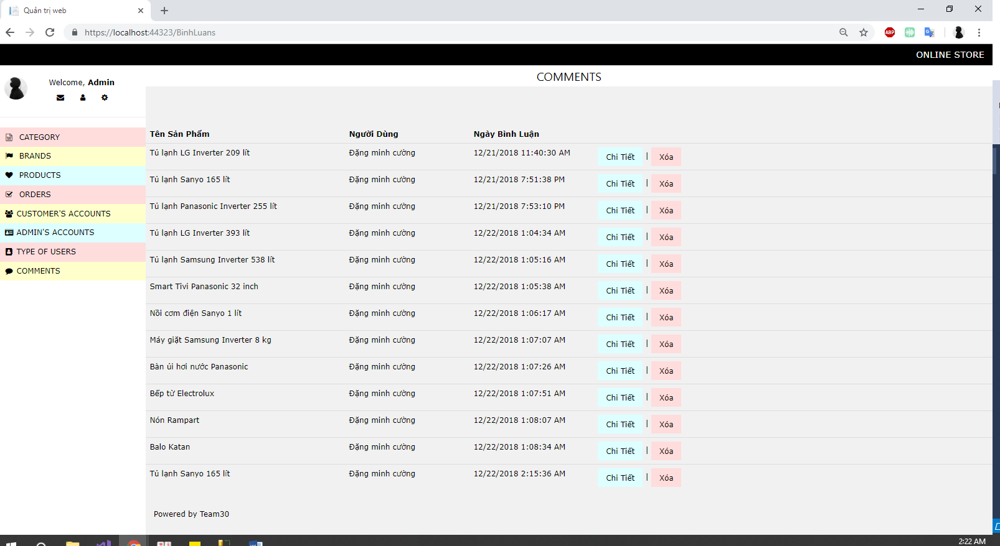 Quản trị web
https://localhost:44323/BinhLuans
ABP
ONLINE STORE
Welcome, Admin
COMMENTS
CATEGORY
BRANDS
PRODUCTS
ORDERS
CUSTOMER'S ACCOUNTS
ADMIN'S ACCOUNTS
TYPE OF USERS
COMMENTS
Tên Sản Phẩm Người Dùng Ngày Bình Luận
Tủ lạnh LG Inverter 209 lít Đặng minh cường 12/21/2018 11:40:30 AM Chi Tiết | Xóa
Tủ lạnh Sanyo 165 lít Đặng minh cường 12/21/2018 7:51:38 PM Chi Tiết | Xóa
Tủ lạnh Panasonic Inverter 255 lít Đặng minh cường 12/21/2018 7:53:10 PM Chi Tiết | Xóa
Tủ lạnh LG Inverter 393 lít Đặng minh cường 12/22/2018 1:04:34 AM Chi Tiết | Xóa
Tủ lạnh Samsung Inverter 538 lít Đặng minh cường 12/22/2018 1:05:16 AM Chi Tiết | Xóa
Smart Tivi Panasonic 32 inch Đặng minh cường 12/22/2018 1:05:38 AM Chi Tiết | Xóa
Nồi cơm điện Sanyo 1 lít Đặng minh cường 12/22/2018 1:06:17 AM Chi Tiết | Xóa
Máy giặt Samsung Inverter 8 kg Đặng minh cường 12/22/2018 1:07:07 AM Chi Tiết | Xóa
Bàn ủi hơi nước Panasonic Đặng minh cường 12/22/2018 1:07:26 AM Chi Tiết | Xóa
Bếp từ Electrolux Đặng minh cường 12/22/2018 1:07:51 AM Chi Tiết | Xóa
Nón Rampart Đặng minh cường 12/22/2018 1:08:07 AM Chi Tiết | Xóa
Balo Katan Đặng minh cường 12/22/2018 1:08:34 AM Chi Tiết | Xóa
Tủ lạnh Sanyo 165 lít Đặng minh cường 12/22/2018 2:15:36 AM Chi Tiết | Xóa
Powered by Team30
2:22 AM